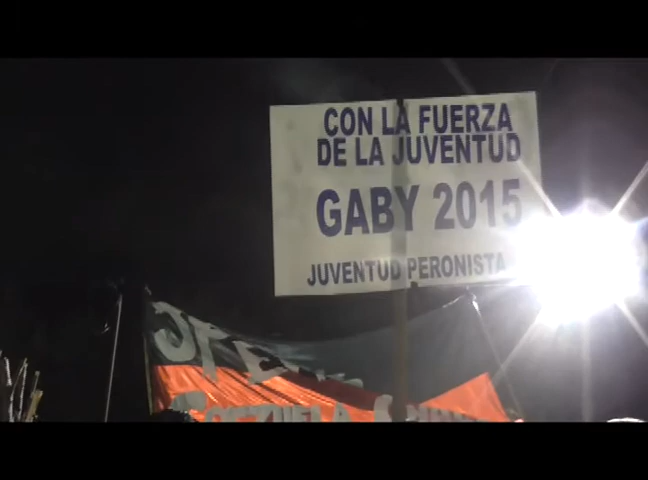 CON LA FUERZA
DE LA JUVENTUD
GABY 2015
JUVENTUD PERONISTA